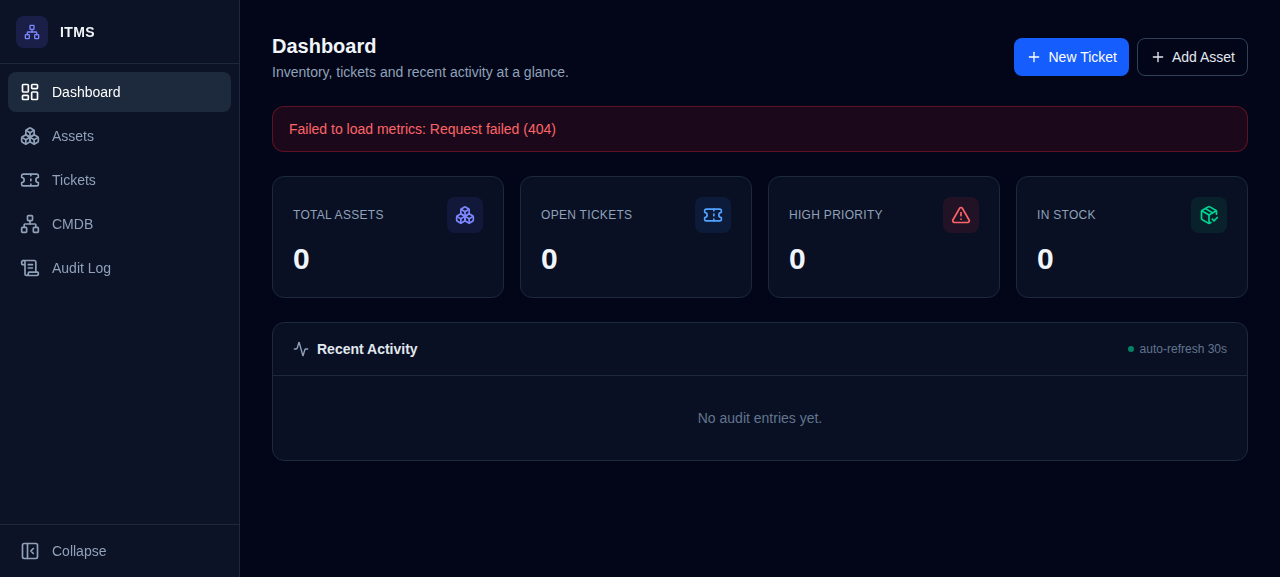 ITMS
Dashboard
Assets
Tickets
CMDB
Audit Log
Collapse
Dashboard
Inventory, tickets and recent activity at a glance.
New Ticket
Add Asset
Failed to load metrics: Request failed (404)
TOTAL ASSETS
0
OPEN TICKETS
0
HIGH PRIORITY
0
IN STOCK
0
Recent Activity
auto-refresh 30s
No audit entries yet.